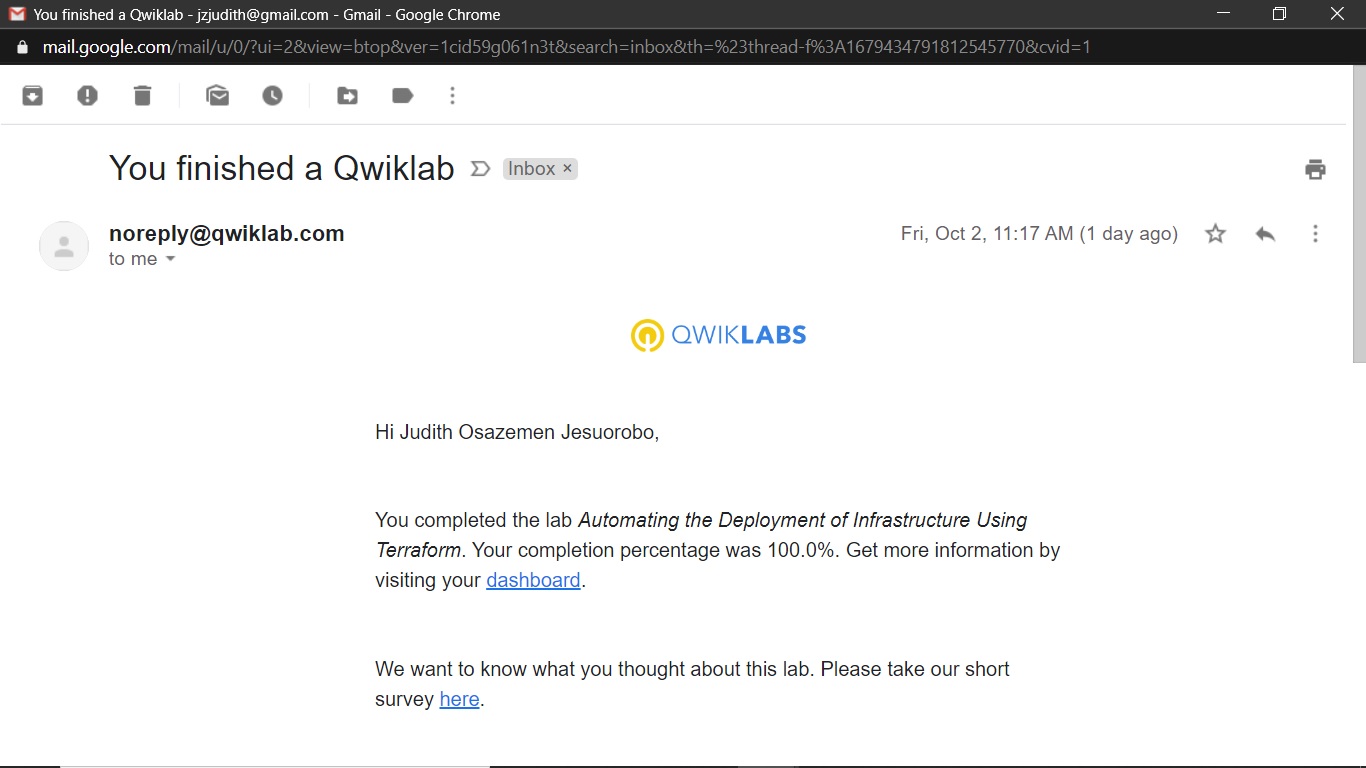 You finished a Qwiklab - jzjudith@gmail.com - Gmail - Google Chrome
mail.google.com/mail/u/0/?ui=2&view=btop&ver=1cid59g061n3t&search=inbox&th=%23thread-f%3A1679434791812545770&cvid=1
You finished a Qwiklab Inbox ×
noreply@qwiklab.com Fri, Oct 2, 11:17 AM (1 day ago)
to me
QWIKLABS
Hi Judith Osazemen Jesuorobo,
You completed the lab Automating the Deployment of Infrastructure Using
Terraform. Your completion percentage was 100.0%. Get more information by
visiting your dashboard.
We want to know what you thought about this lab. Please take our short
survey here.